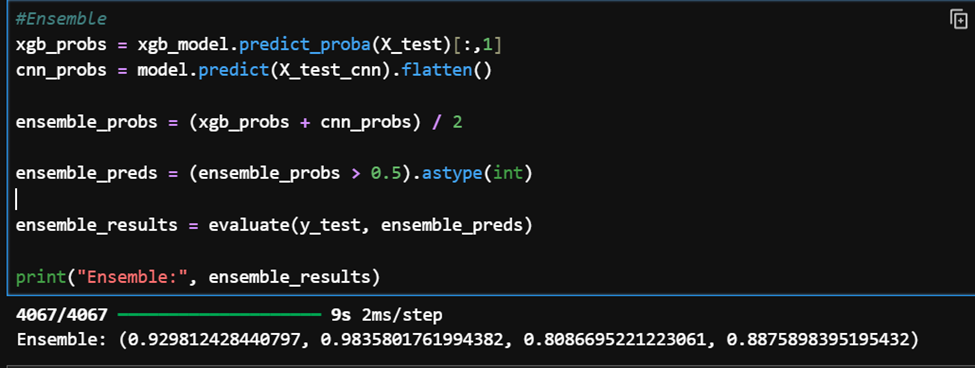 #Ensemble
xgb_probs = xgb_model.predict_proba(X_test)[:,1]
cnn_probs = model.predict(X_test_cnn).flatten()
ensemble_probs = (xgb_probs + cnn_probs) / 2
ensemble_preds = (ensemble_probs > 0.5).astype(int)
ensemble_results = evaluate(y_test, ensemble_preds)
print("Ensemble:", ensemble_results)
4067/4067 ━━━━━━━━━━━━━━━━━━━━ 9s 2ms/step
Ensemble: (0.929812428440797, 0.9835801761994382, 0.8086695221223061, 0.8875898395195432)